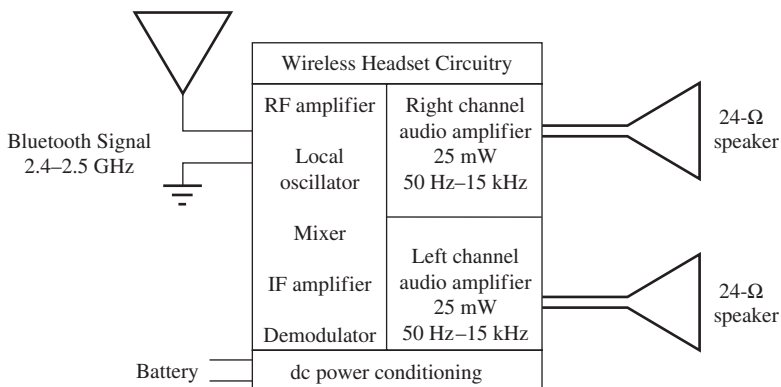 Wireless Headset Circuitry
Bluetooth Signal
2.4–2.5 GHz
RF amplifier
Local
oscillator
Mixer
IF amplifier
Demodulator
Right channel
audio amplifier
25 mW
50 Hz–15 kHz
24-Ω
speaker
Left channel
audio amplifier
25 mW
50 Hz–15 kHz
24-Ω
speaker
Battery
dc power conditioning